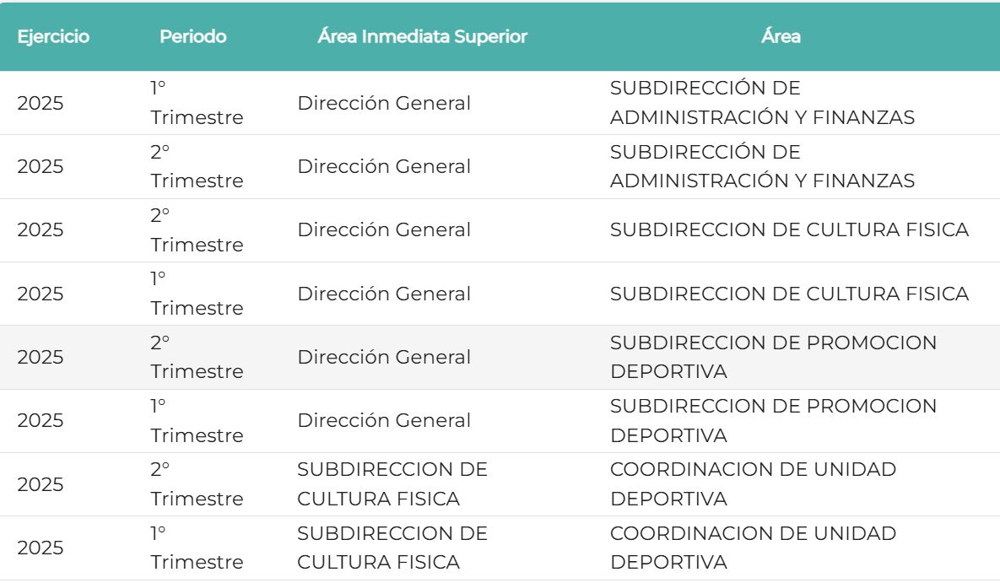 Ejercicio Periodo Área Inmediata Superior Área
2025 1° Trimestre Dirección General SUBDIRECCIÓN DE ADMINISTRACIÓN Y FINANZAS
2025 2° Trimestre Dirección General SUBDIRECCIÓN DE ADMINISTRACIÓN Y FINANZAS
2025 2° Trimestre Dirección General SUBDIRECCION DE CULTURA FISICA
2025 1° Trimestre Dirección General SUBDIRECCION DE CULTURA FISICA
2025 2° Trimestre Dirección General SUBDIRECCION DE PROMOCION DEPORTIVA
2025 1° Trimestre Dirección General SUBDIRECCION DE PROMOCION DEPORTIVA
2025 2° Trimestre SUBDIRECCION DE CULTURA FISICA COORDINACION DE UNIDAD DEPORTIVA
2025 1° Trimestre SUBDIRECCION DE CULTURA FISICA COORDINACION DE UNIDAD DEPORTIVA